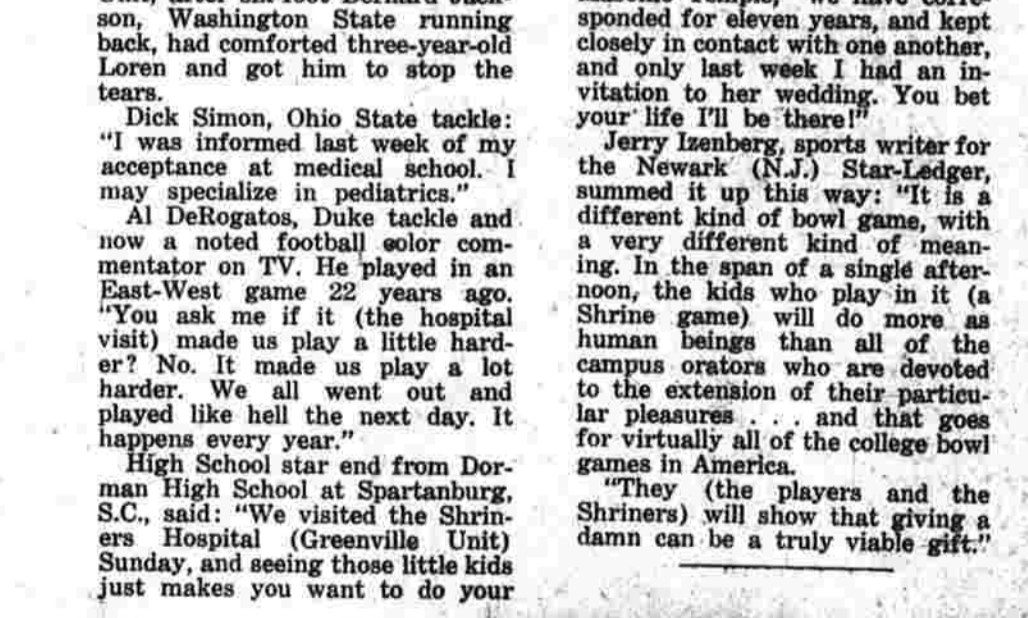 son, Washington State running
back, had comforted three-year-old
Loren and got him to stop the
tears.
Dick Simon, Ohio State tackle:
"I was informed last week of my
acceptance at medical school. I
may specialize in pediatrics."
Al DeRogatos, Duke tackle and
now a noted football color com-
mentator on TV. He played in an
East-West game 22 years ago.
"You ask me if it (the hospital
visit) made us play a little hard-
er? No. It made us play a lot
harder. We all went out and
played like hell the next day. It
happens every year."
High School star end from Dor-
man High School at Spartanburg,
S.C., said: "We visited the Shrin-
ers Hospital (Greenville Unit)
Sunday, and seeing those little kids
just makes you want to do your
sponded for eleven years, and kept
closely in contact with one another,
and only last week I had an in-
vitation to her wedding. You bet
your life I'll be there!"
Jerry Izenberg, sports writer for
the Newark (N.J.) Star-Ledger,
summed it up this way: "It is a
different kind of bowl game, with
a very different kind of mean-
ing. In the span of a single after-
noon, the kids who play in it (a
Shrine game) will do more as
human beings than all of the
campus orators who are devoted
to the extension of their particu-
lar pleasures . . . and that goes
for virtually all of the college bowl
games in America.
"They (the players and the
Shriners) will show that giving a
damn can be a truly viable gift."